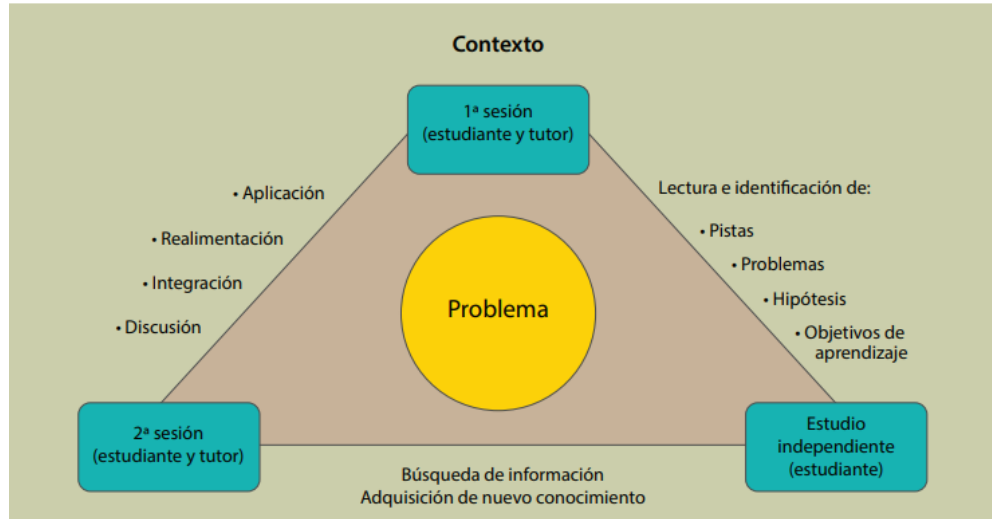 Contexto
1ª sesión
(estudiante y tutor)
• Aplicación
• Realimentación
• Integración
• Discusión
Lectura e identificación de:
• Pistas
• Problemas
• Hipótesis
• Objetivos de
aprendizaje
Problema
2ª sesión
(estudiante y tutor)
Estudio
independiente
(estudiante)
Búsqueda de información
Adquisición de nuevo conocimiento